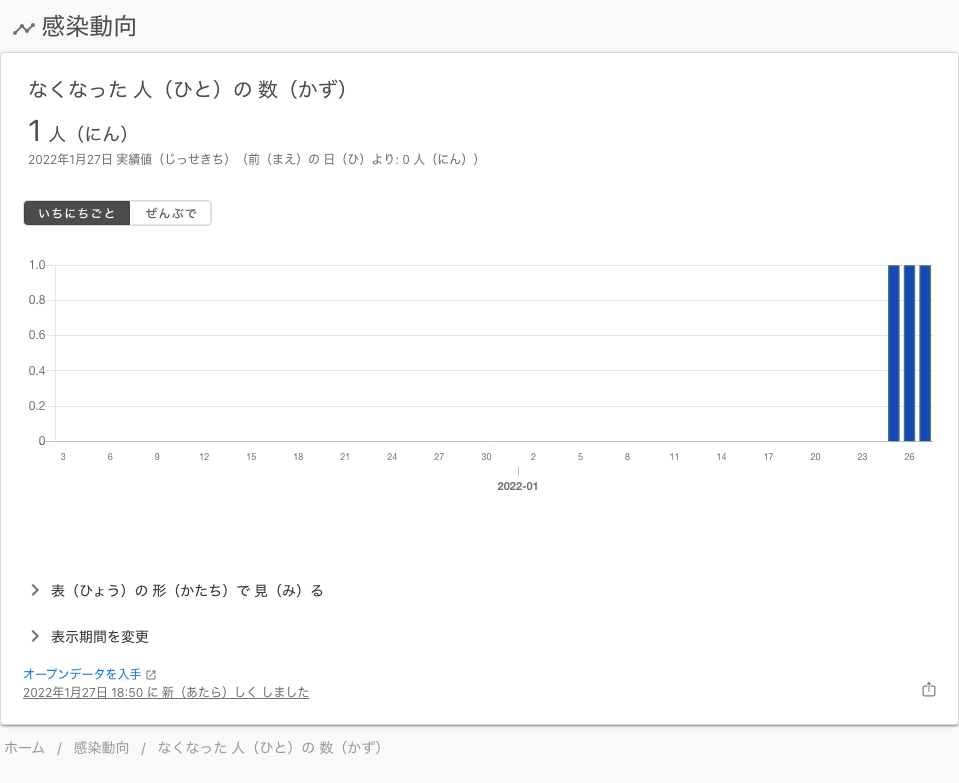 感染動向
なくなった 人（ひと）の 数（かず）
1 人（にん）
2022年1月27日 実績値（じっせきち）（前（まえ）の 日（ひ）より: 0 人（にん））
いちにちごと ぜんぶで
1.0
0.8
0.6
0.4
0.2
0
3 6 9 12 15 18 21 24 27 30 2 5 8 11 14 17 20 23 26
2022-01
表（ひょう）の 形（かたち）で 見（み）る
表示期間を変更
オープンデータを入手
2022年1月27日 18:50 に 新（あたら）しく しました
ホーム / 感染動向 / なくなった 人（ひと）の 数（かず）